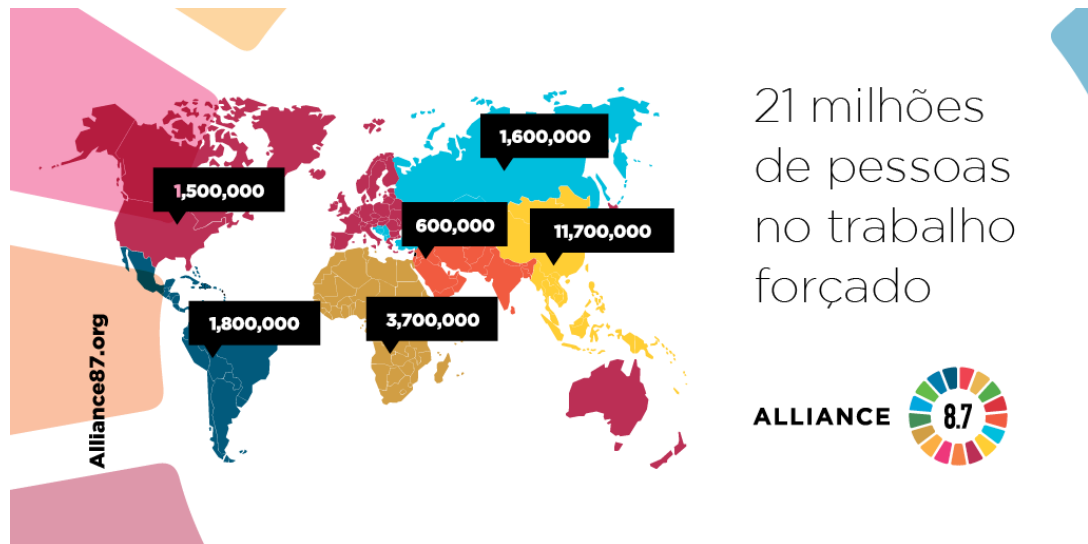 1,600,000
1,500,000
600,000
11,700,000
1,800,000
3,700,000
Alliance87.org
21 milhões
de pessoas
no trabalho
forçado
ALLIANCE 8.7